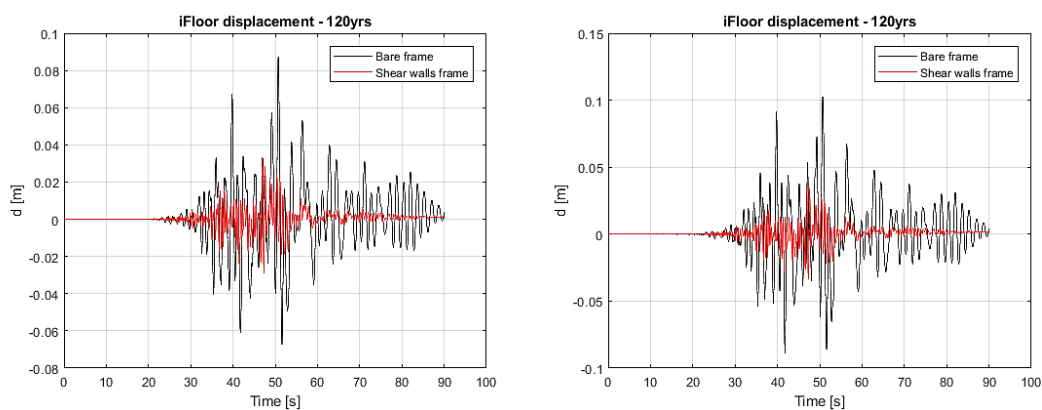 iFloor displacement - 120yrs
0.1
0.08
0.06
0.04
0.02
0
-0.02
-0.04
-0.06
-0.08
d [m]
Bare frame
Shear walls frame
0 10 20 30 40 50 60 70 80 90 100
Time [s]
iFloor displacement - 120yrs
0.15
0.1
0.05
0
-0.05
-0.1
d [m]
Bare frame
Shear walls frame
0 10 20 30 40 50 60 70 80 90 100
Time [s]